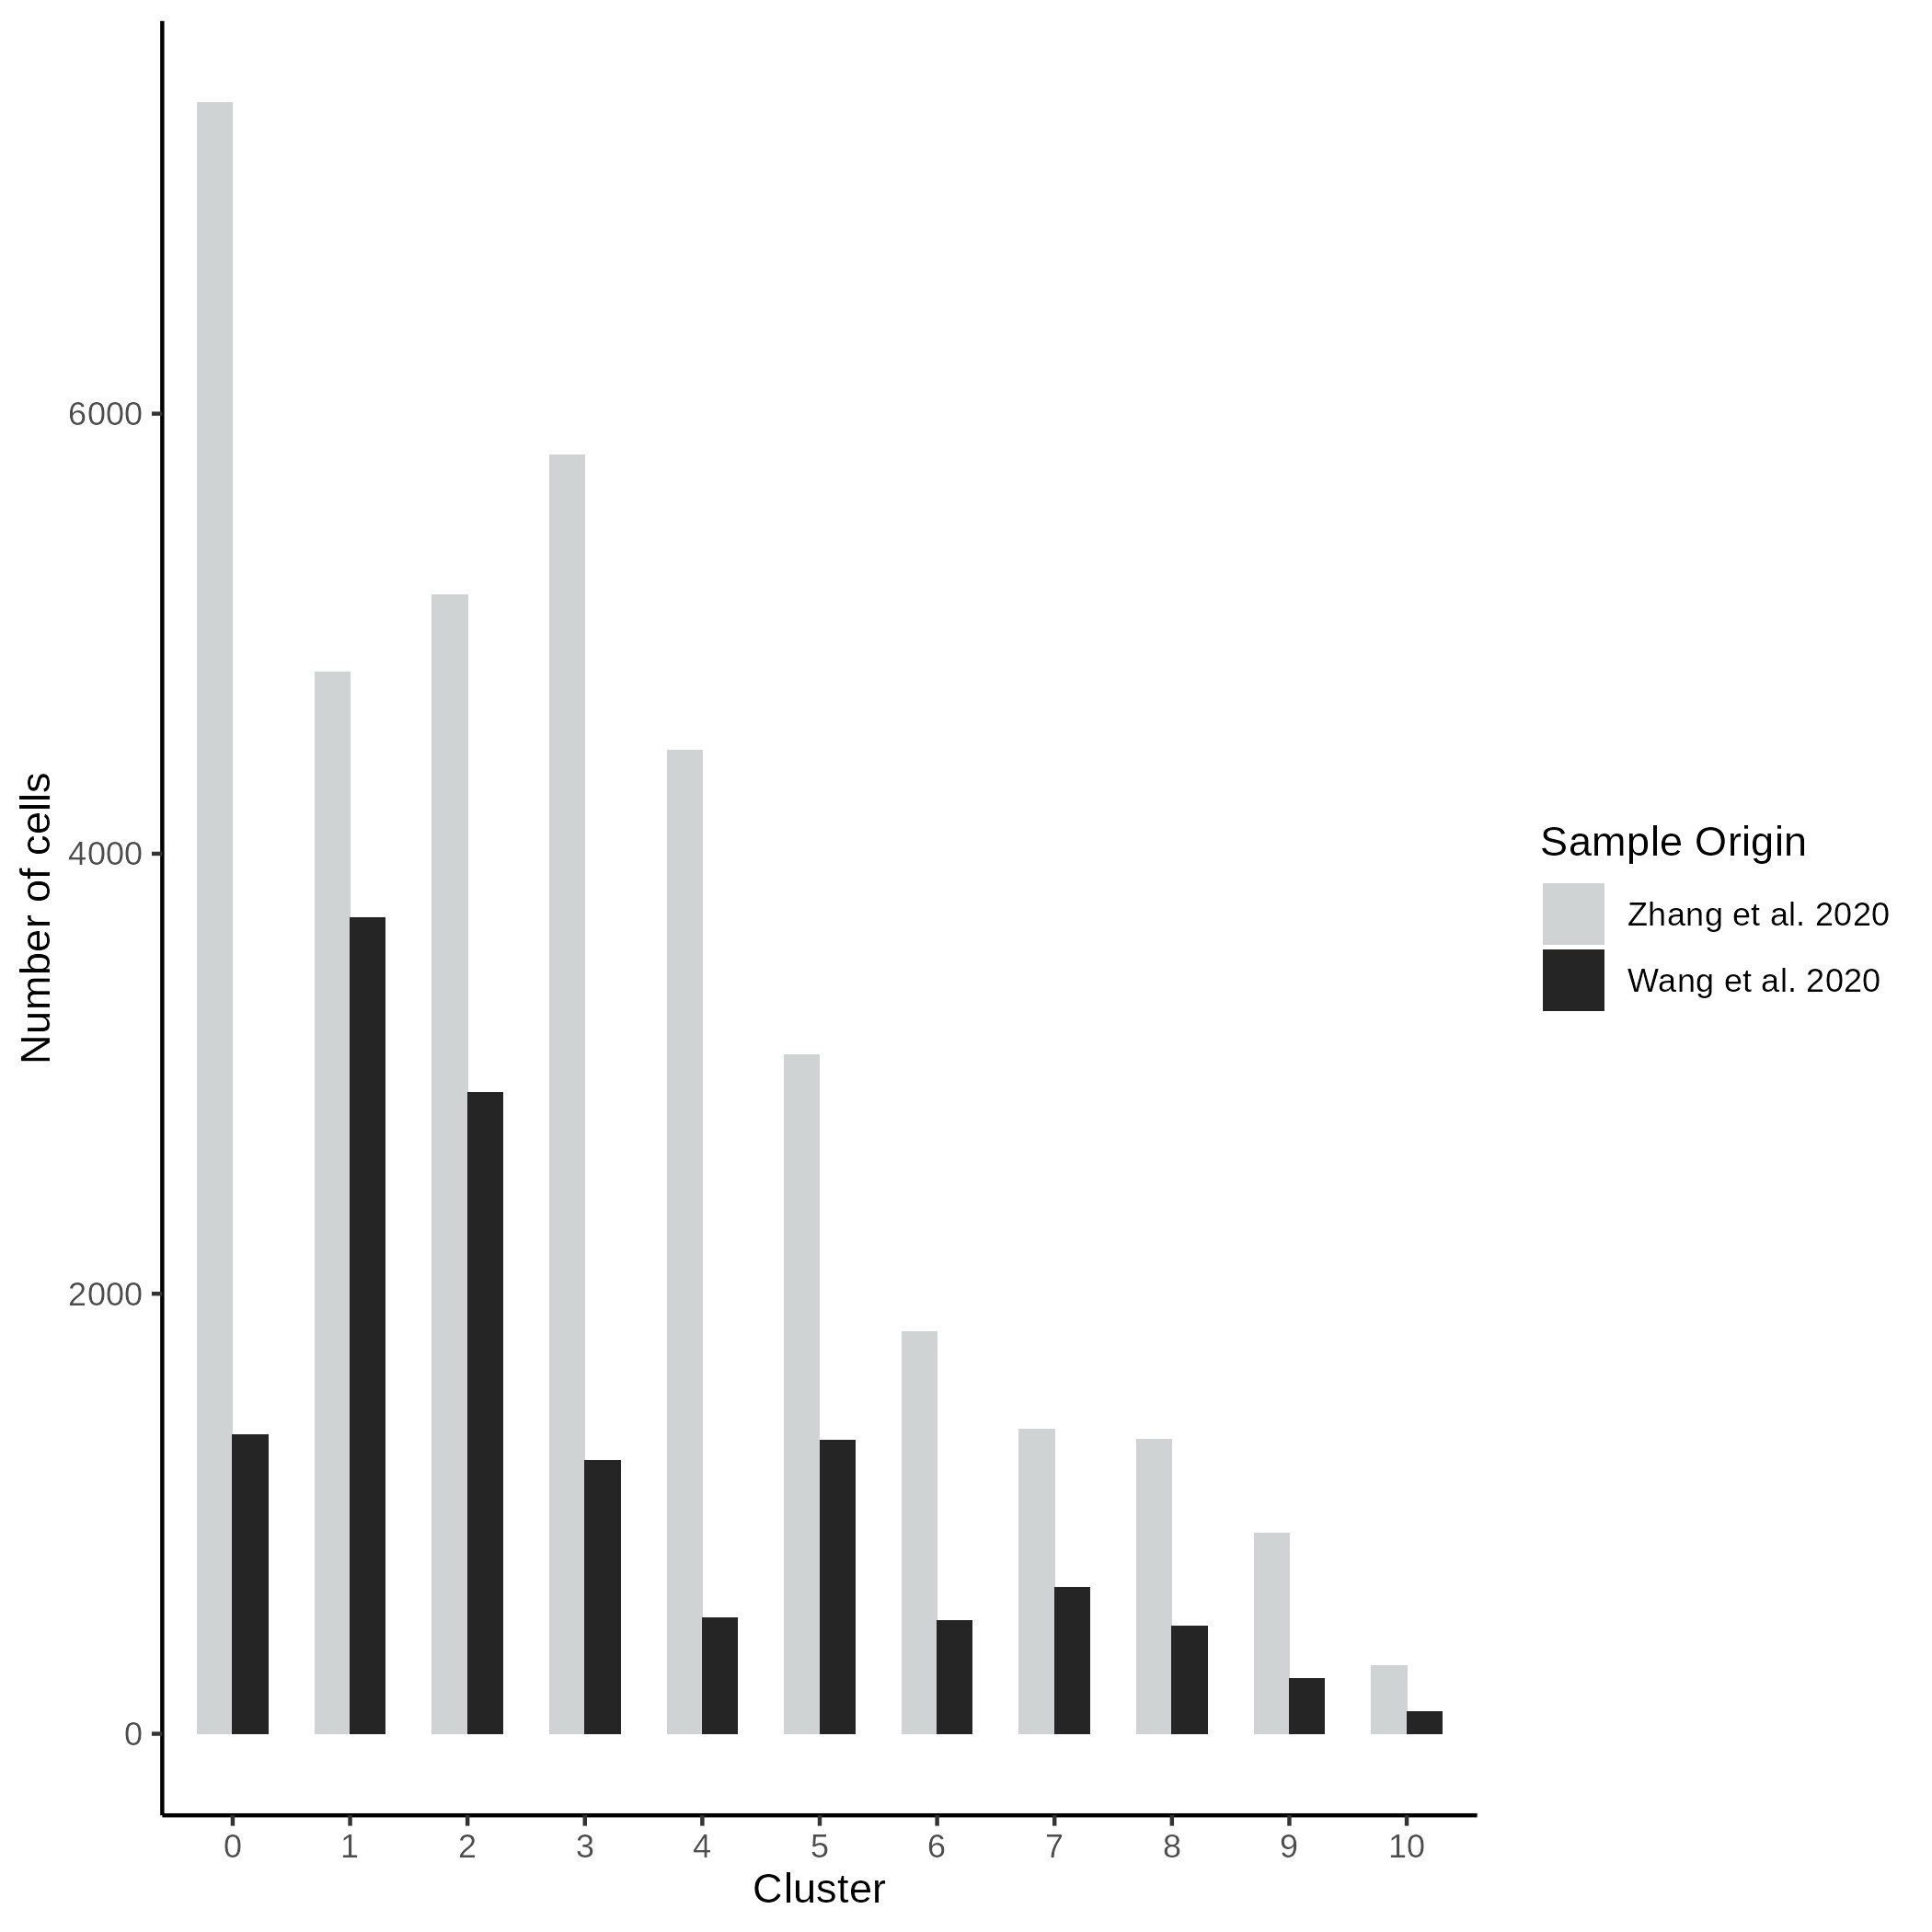 Number of cells
6000
4000
2000
0
0 1 2 3 4 5 6 7 8 9 10
Cluster
Sample Origin
Zhang et al. 2020
Wang et al. 2020